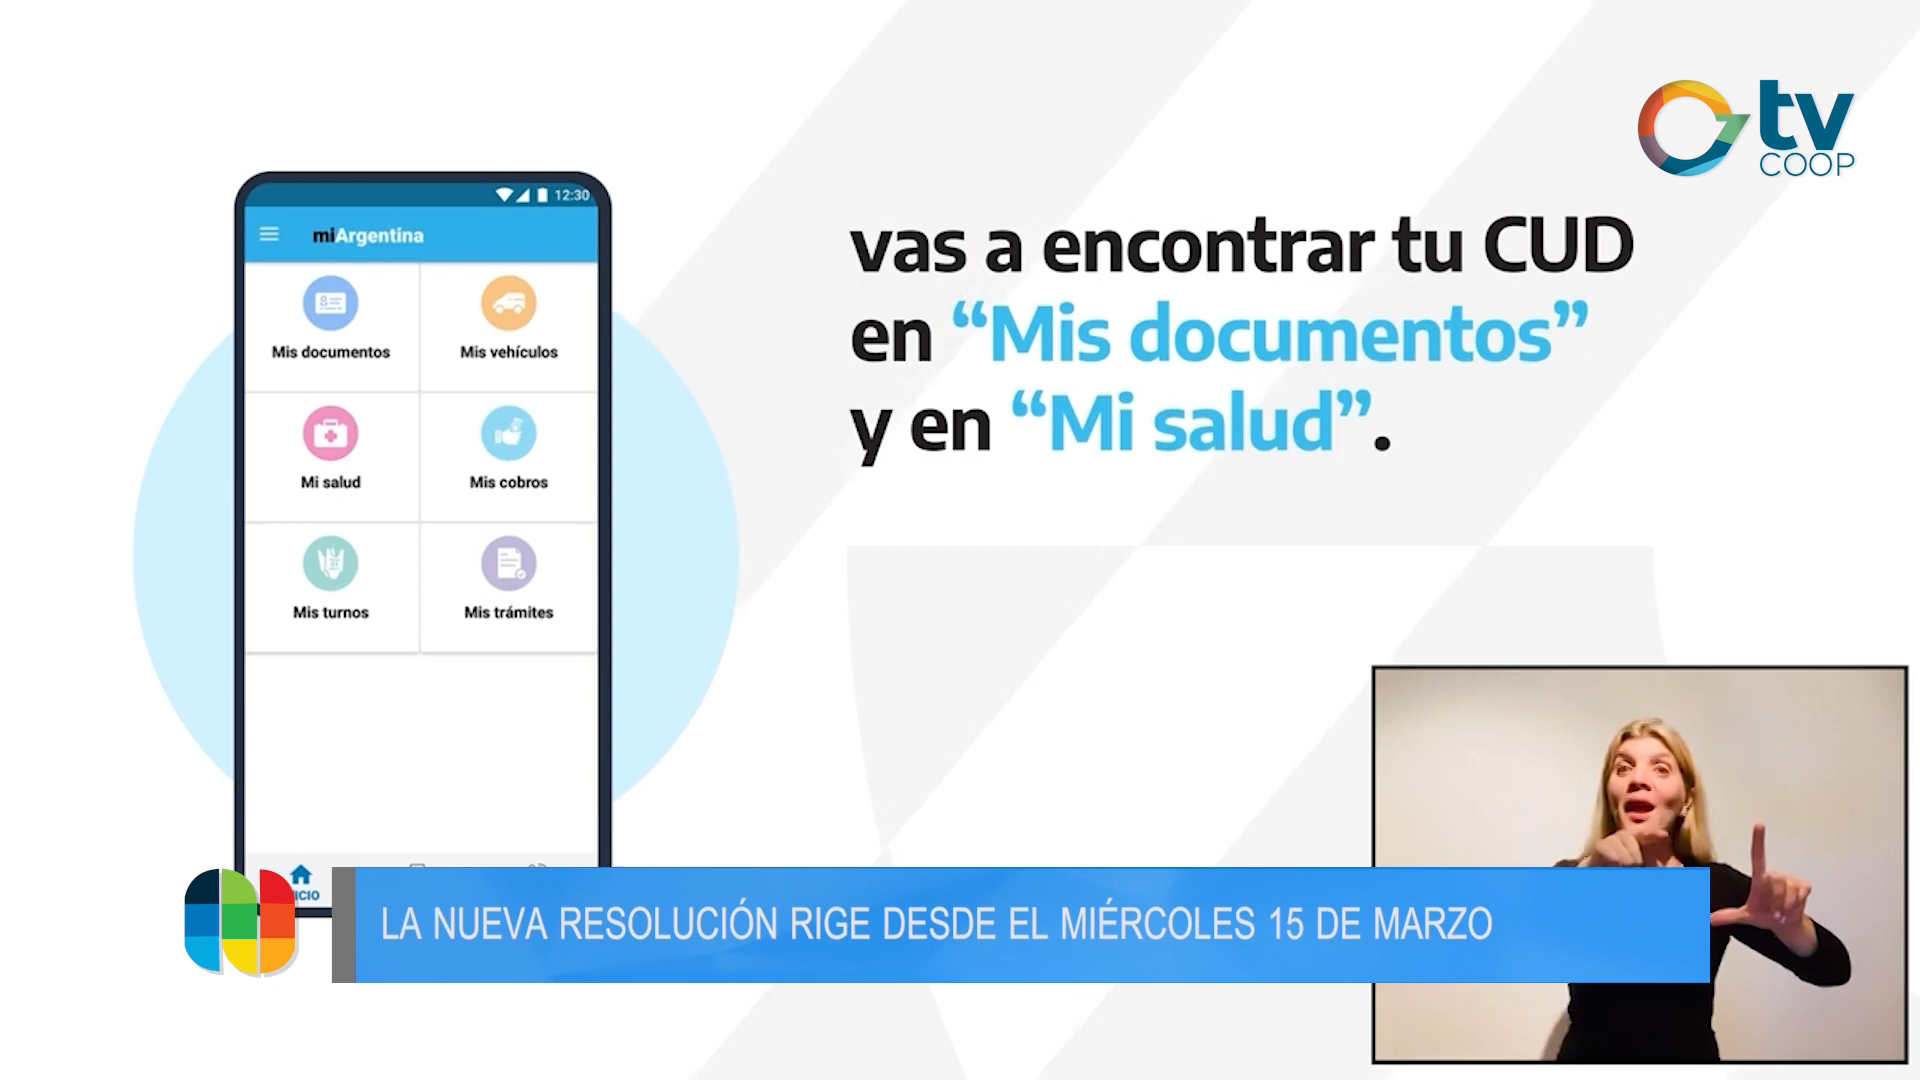 tv
COOP
12:30
miArgentina
Mis documentos
Mis vehículos
Mi salud
Mis cobros
Mis turnos
Mis trámites
vas a encontrar tu CUD
en “Mis documentos”
y en “Mi salud”.
ICIO
LA NUEVA RESOLUCIÓN RIGE DESDE EL MIÉRCOLES 15 DE MARZO